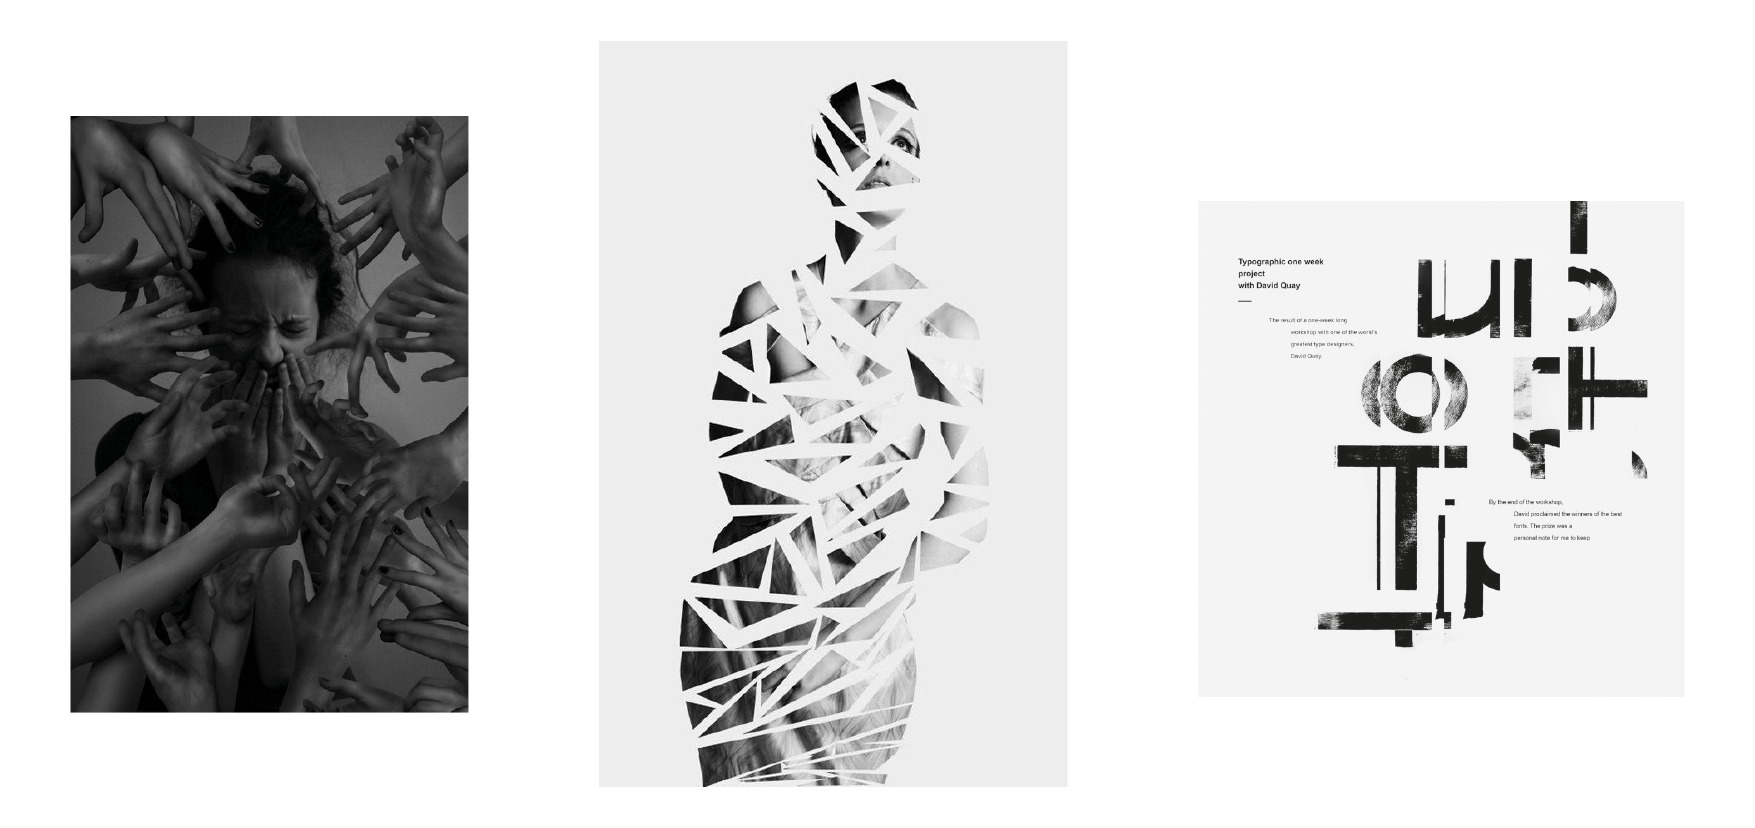 Typographic one week
project
with David Quay
The result of a one-week long
workshop with one of the world's
greatest type designers,
David Quay.
By the end of the workshop,
David proclaimed the winners of the best
fonts. The prize was a
personal note for me to keep